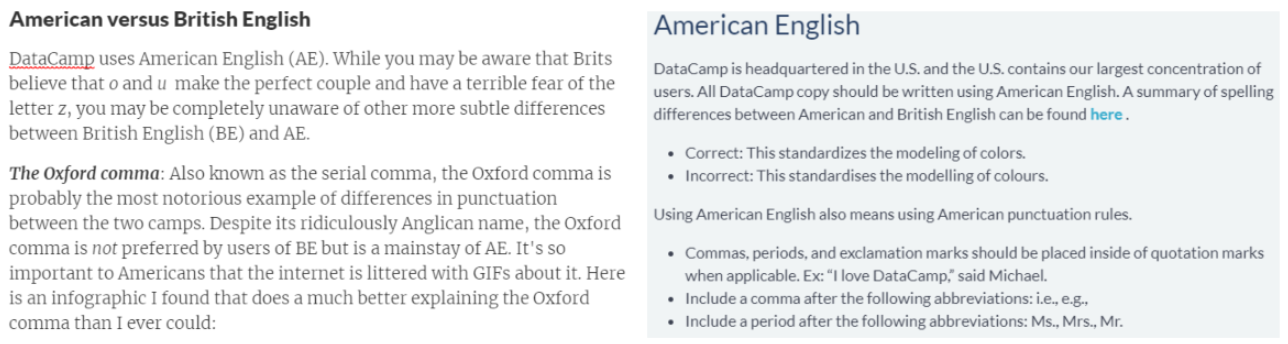 American versus British English
DataCamp uses American English (AE). While you may be aware that Brits
believe that o and u make the perfect couple and have a terrible fear of the
letter z, you may be completely unaware of other more subtle differences
between British English (BE) and AE.
The Oxford comma: Also known as the serial comma, the Oxford comma is
probably the most notorious example of differences in punctuation
between the two camps. Despite its ridiculously Anglican name, the Oxford
comma is not preferred by users of BE but is a mainstay of AE. It's so
important to Americans that the internet is littered with GIFs about it. Here
is an infographic I found that does a much better explaining the Oxford
comma than I ever could:
American English
DataCamp is headquartered in the U.S. and the U.S. contains our largest concentration of
users. All DataCamp copy should be written using American English. A summary of spelling
differences between American and British English can be found here .
• Correct: This standardizes the modeling of colors.
• Incorrect: This standardises the modelling of colours.
Using American English also means using American punctuation rules.
• Commas, periods, and exclamation marks should be placed inside of quotation marks
when applicable. Ex: “I love DataCamp,” said Michael.
• Include a comma after the following abbreviations: i.e., e.g.,
• Include a period after the following abbreviations: Ms., Mrs., Mr.